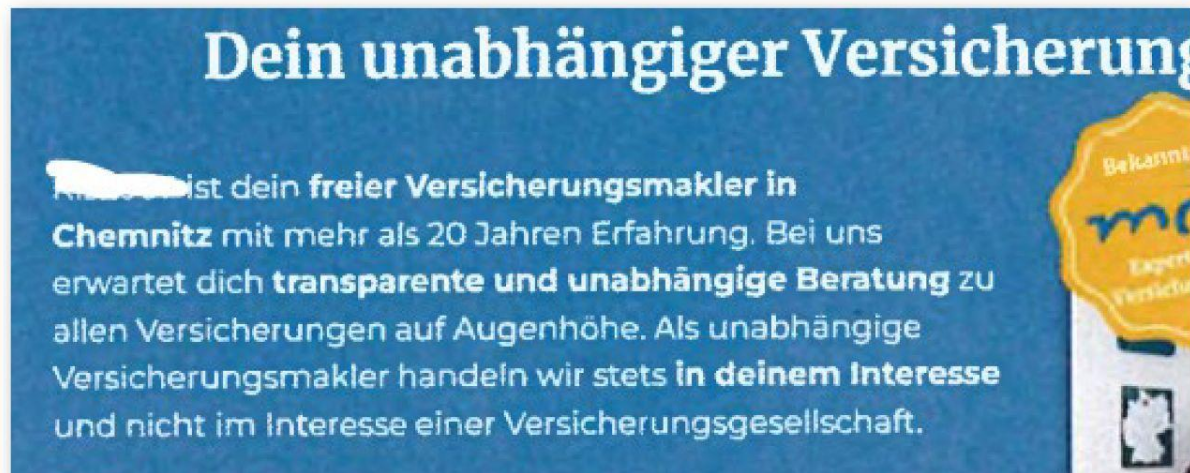 Dein unabhängiger Versicherung
ist dein freier Versicherungsmakler in
Chemnitz mit mehr als 20 Jahren Erfahrung. Bei uns
erwartet dich transparente und unabhängige Beratung zu
allen Versicherungen auf Augenhöhe. Als unabhängige
Versicherungsmakler handeln wir stets in deinem Interesse
und nicht im Interesse einer Versicherungsgesellschaft.